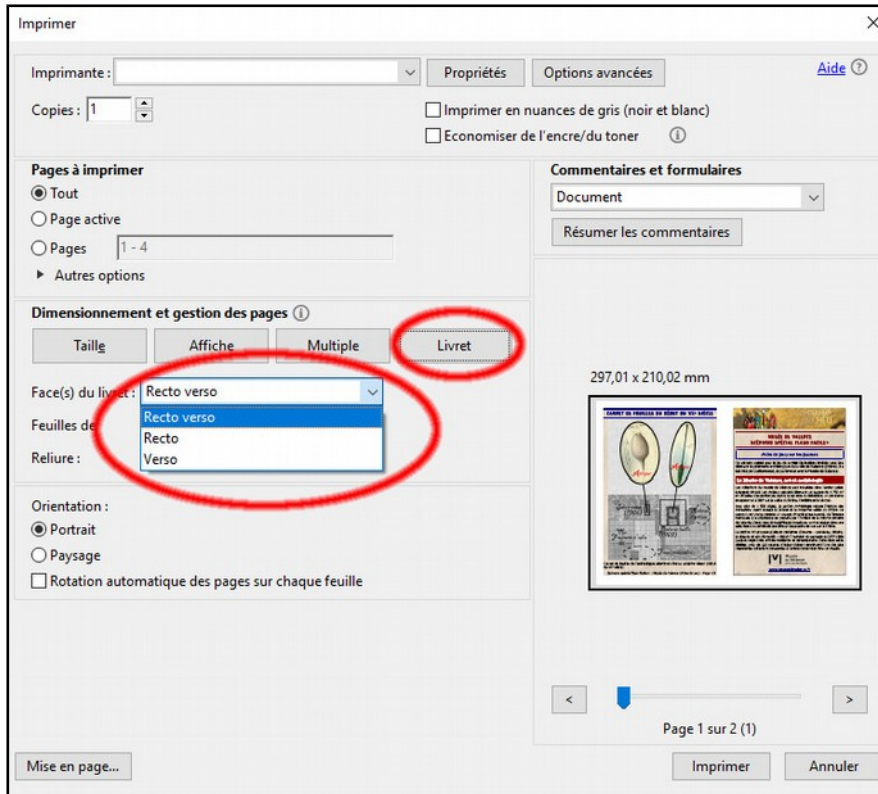 Imprimer
Imprimante :
Propriétés
Options avancées
Aide
Copies : 1
Imprimer en nuances de gris (noir et blanc)
Economiser de l'encre/du toner
Pages à imprimer
Tout
Page active
Pages 1 - 4
Autres options
Commentaires et formulaires
Document
Résumer les commentaires
Dimensionnement et gestion des pages
Taille
Affiche
Multiple
Livret
Face(s) du livret : Recto verso
Recto verso
Feuilles de
Recto
Reliure :
Verso
Orientation :
Portrait
Paysage
Rotation automatique des pages sur chaque feuille
297,01 x 210,02 mm
<
>
Page 1 sur 2 (1)
Mise en page...
Imprimer
Annuler